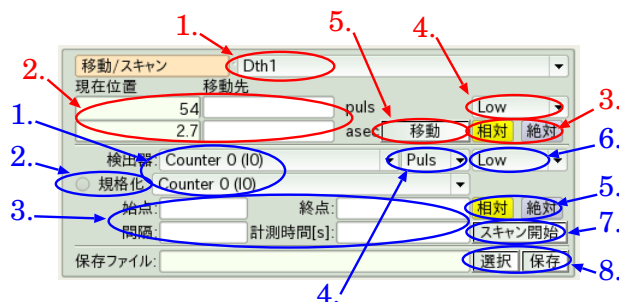 1. 5. 4.
移動/スキャン Dth1
2. 現在位置 移動先
1. 54 puls Low 3.
2.7 asec 移動 相対 絶対
検出器: Counter 0 (I0) Puls Low 6.
2. 規格化: Counter 0 (I0)
3. 始点: 終点: 相対 絶対 5.
間隔: 計測時間[s]: スキャン開始 7.
保存ファイル: 選択 保存 8.
4.